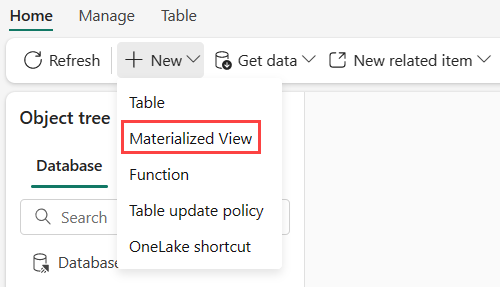 Home Manage Table
Refresh New Get data New related item
Table
Object tree
Materialized View
Database
Function
Search
Table update policy
Database
OneLake shortcut